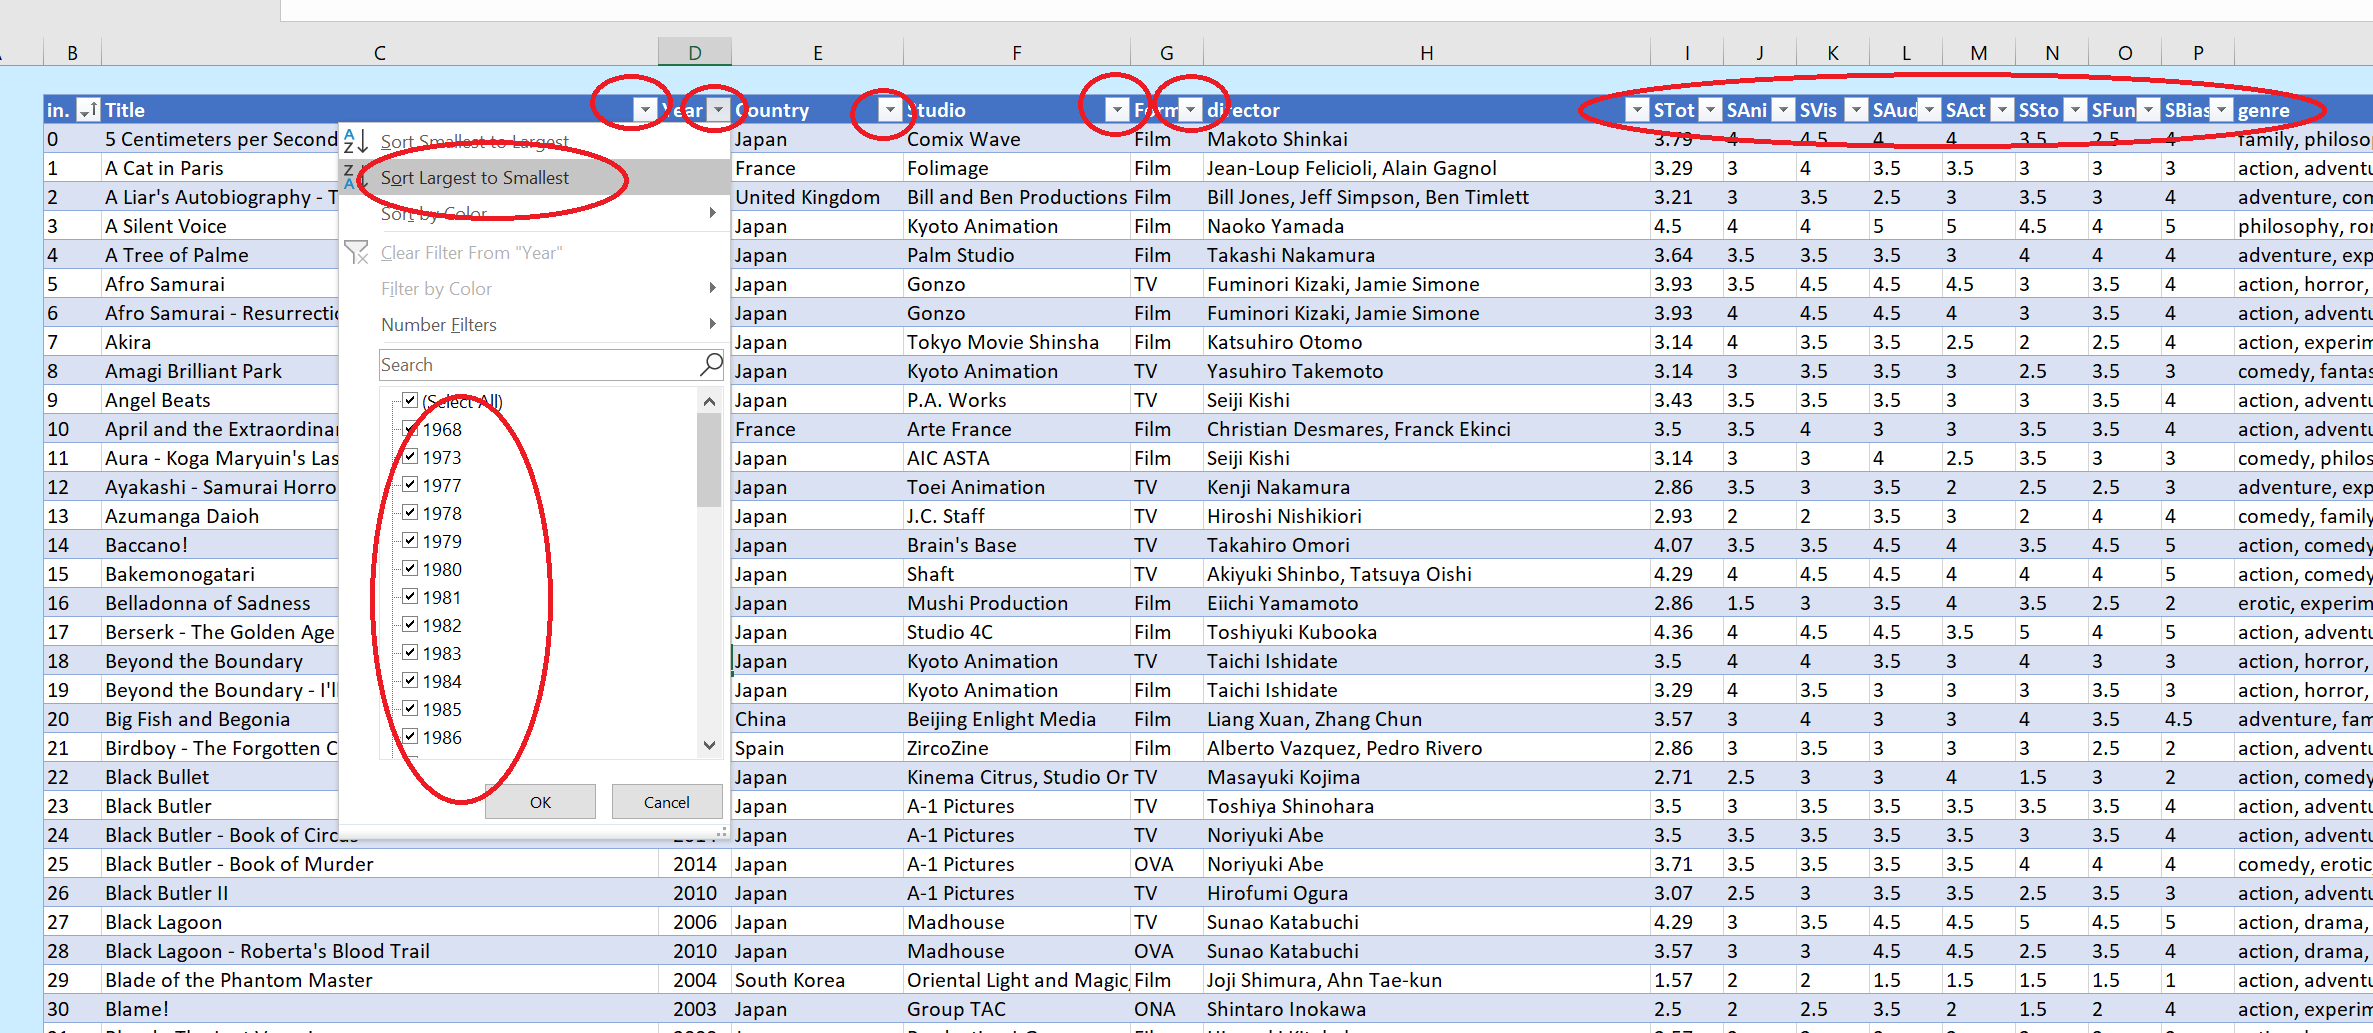 B C D E F G H I J K L M N O P
in. Title Year Country Studio Form director STot SAni SVis SAud SAct SSto SFun SBias genre
0 5 Centimeters per Second Sort Smallest to Largest Japan Comix Wave Film Makoto Shinkai 3.79 4 4.5 4 4 3.5 2.5 4 family, philosop
1 A Cat in Paris Sort Largest to Smallest France Folimage Film Jean-Loup Felicioli, Alain Gagnol 3.29 3 4 3.5 3.5 3 3 3 action, adventu
2 A Liar's Autobiography - T Sort by Color United Kingdom Bill and Ben Productions Film Bill Jones, Jeff Simpson, Ben Timlett 3.21 3 3.5 2.5 3 3.5 3 4 adventure, com
3 A Silent Voice Japan Kyoto Animation Film Naoko Yamada 4.5 4 4 5 5 4.5 4 5 philosophy, ror
4 A Tree of Palme Clear Filter From "Year" Japan Palm Studio Film Takashi Nakamura 3.64 3.5 3.5 3.5 3 4 4 4 adventure, exp
5 Afro Samurai Filter by Color Japan Gonzo TV Fuminori Kizaki, Jamie Simone 3.93 3.5 4.5 4.5 4.5 3 3.5 4 action, horror,
6 Afro Samurai - Resurrectio Number Filters Japan Gonzo Film Fuminori Kizaki, Jamie Simone 3.93 4 4.5 4.5 4 3 3.5 4 action, adventu
7 Akira Japan Tokyo Movie Shinsha Film Katsuhiro Otomo 3.14 4 3.5 3.5 2.5 2 2.5 4 action, experim
8 Amagi Brilliant Park Search Japan Kyoto Animation TV Yasuhiro Takemoto 3.14 3 3.5 3.5 3 2.5 3.5 3 comedy, fantas
9 Angel Beats (Select All) Japan P.A. Works TV Seiji Kishi 3.43 3.5 3.5 3.5 3 3 3.5 4 action, adventu
10 April and the Extraordinar 1968 France Arte France Film Christian Desmares, Franck Ekinci 3.5 3.5 4 3 3 3.5 3.5 4 action, adventu
11 Aura - Koga Maryuin's Las 1973 Japan AIC ASTA Film Seiji Kishi 3.14 3 3 4 2.5 3.5 3 3 comedy, philos
12 Ayakashi - Samurai Horro 1977 Japan Toei Animation TV Kenji Nakamura 2.86 3.5 3 3.5 2 2.5 2.5 3 adventure, exp
13 Azumanga Daioh 1978 Japan J.C. Staff TV Hiroshi Nishikiori 2.93 2 2 3.5 3 2 4 4 comedy, family
14 Baccano! 1979 Japan Brain's Base TV Takahiro Omori 4.07 3.5 3.5 4.5 4 3.5 4.5 5 action, comedy
15 Bakemonogatari 1980 Japan Shaft TV Akiyuki Shinbo, Tatsuya Oishi 4.29 4 4.5 4.5 4 4 4 5 action, comedy
16 Belladonna of Sadness 1981 Japan Mushi Production Film Eiichi Yamamoto 2.86 1.5 3 3.5 4 3.5 2.5 2 erotic, experim
17 Berserk - The Golden Age 1982 Japan Studio 4C Film Toshiyuki Kubooka 4.36 4 4.5 4.5 3.5 5 4 5 action, adventu
18 Beyond the Boundary 1983 Japan Kyoto Animation TV Taichi Ishidate 3.5 4 4 3.5 3 4 3 3 action, horror,
19 Beyond the Boundary - I'll 1984 Japan Kyoto Animation Film Taichi Ishidate 3.29 4 3.5 3 3 3 3.5 3 action, horror,
20 Big Fish and Begonia 1985 China Beijing Enlight Media Film Liang Xuan, Zhang Chun 3.57 3 4 3 3 4 3.5 4.5 adventure, fam
21 Birdboy - The Forgotten C 1986 Spain ZircoZine Film Alberto Vazquez, Pedro Rivero 2.86 3 3.5 3 3 3 2.5 2 action, adventu
22 Black Bullet Japan Kinema Citrus, Studio Or TV Masayuki Kojima 2.71 2.5 3 3 4 1.5 3 2 action, comedy
23 Black Butler OK Cancel Japan A-1 Pictures TV Toshiya Shinohara 3.5 3 3.5 3.5 3.5 3.5 3.5 4 action, adventu
24 Black Butler - Book of Circus Japan A-1 Pictures TV Noriyuki Abe 3.5 3.5 3.5 3.5 3.5 3 3.5 4 action, adventu
25 Black Butler - Book of Murder 2014 Japan A-1 Pictures OVA Noriyuki Abe 3.71 3.5 3.5 3.5 3.5 4 4 4 comedy, erotic,
26 Black Butler II 2010 Japan A-1 Pictures TV Hirofumi Ogura 3.07 2.5 3 3.5 3.5 2.5 3.5 3 action, adventu
27 Black Lagoon 2006 Japan Madhouse TV Sunao Katabuchi 4.29 3 3.5 4.5 4.5 5 4.5 5 action, drama,
28 Black Lagoon - Roberta's Blood Trail 2010 Japan Madhouse OVA Sunao Katabuchi 3.57 3 3 4.5 4.5 2.5 3.5 4 action, drama,
29 Blade of the Phantom Master 2004 South Korea Oriental Light and Magic, Film Joji Shimura, Ahn Tae-kun 1.57 2 2 1.5 1.5 1.5 1.5 1 action, adventu
30 Blame! 2003 Japan Group TAC ONA Shintaro Inokawa 2.5 2 2.5 3.5 2 1.5 2 4 action, experim